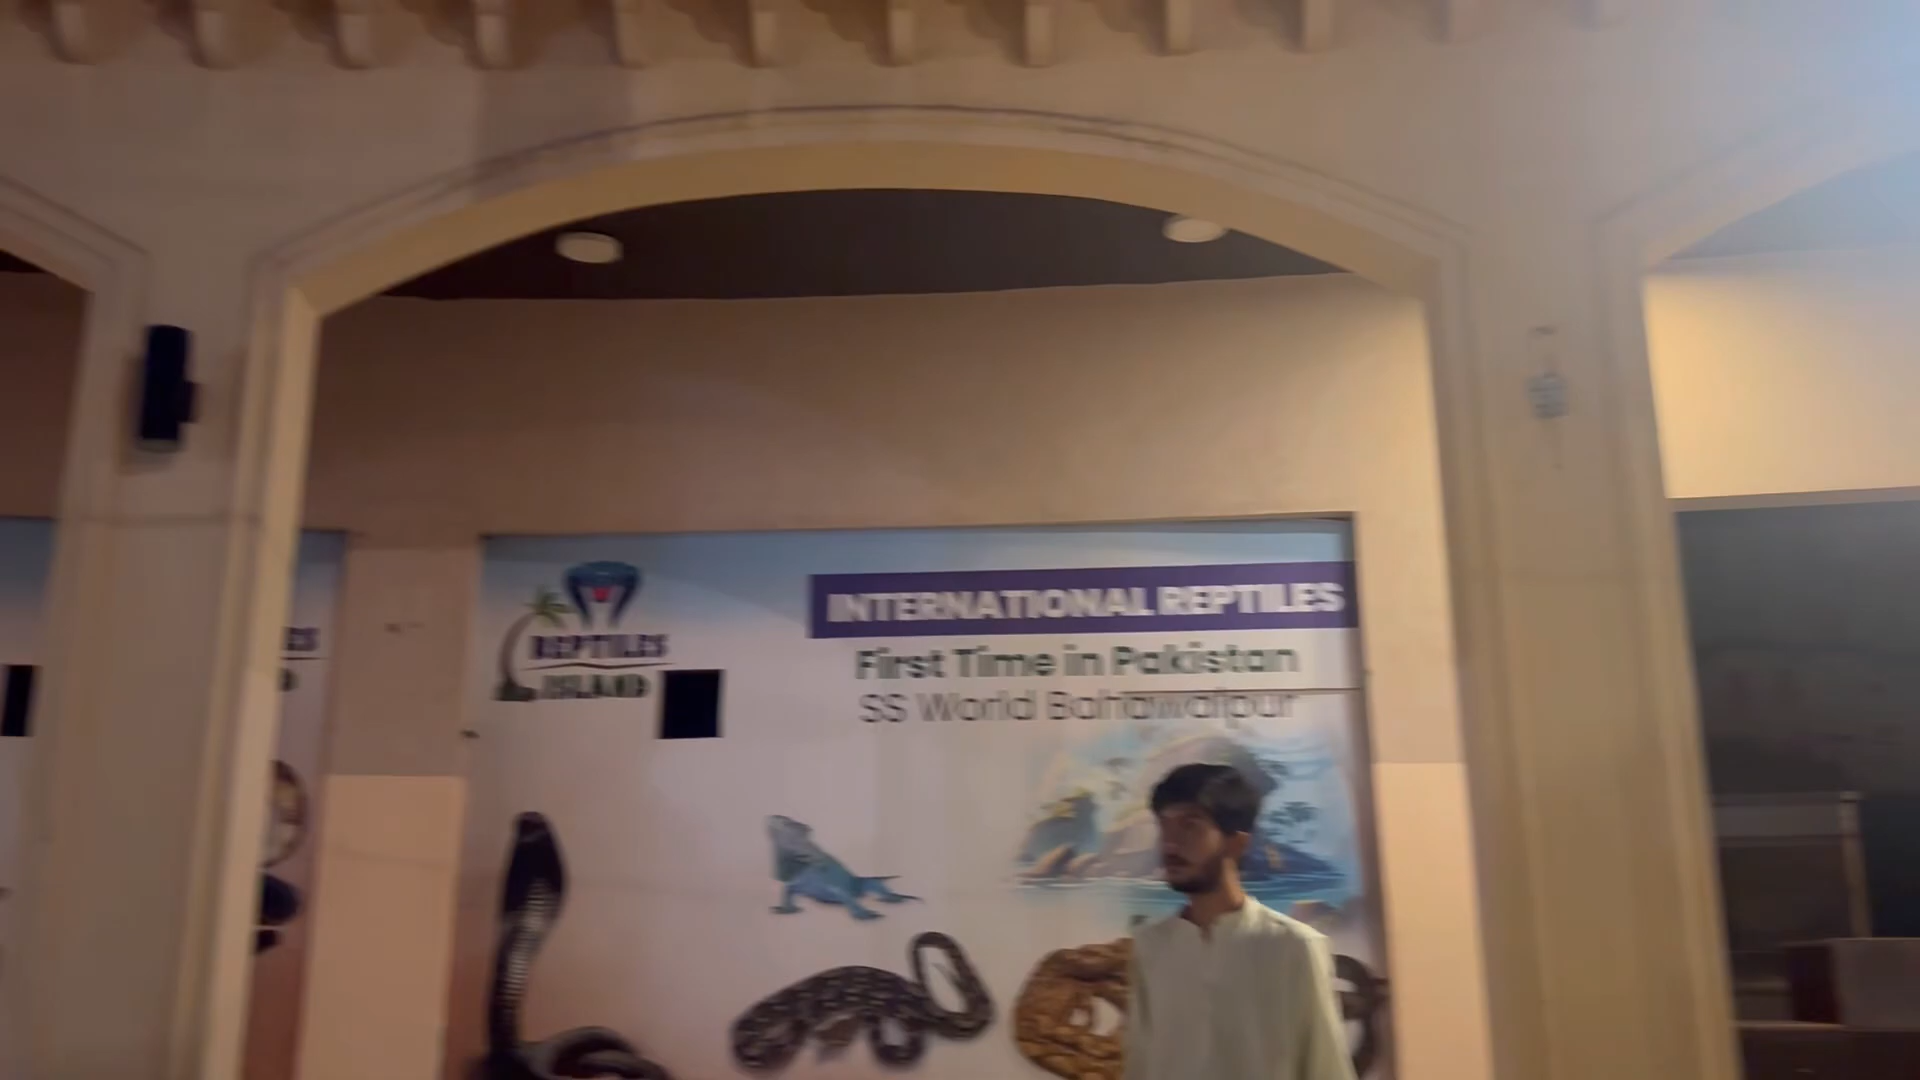 REPTILES
ISLAND
INTERNATIONAL REPTILES
First Time in Pakistan
SS World Bahawalpur